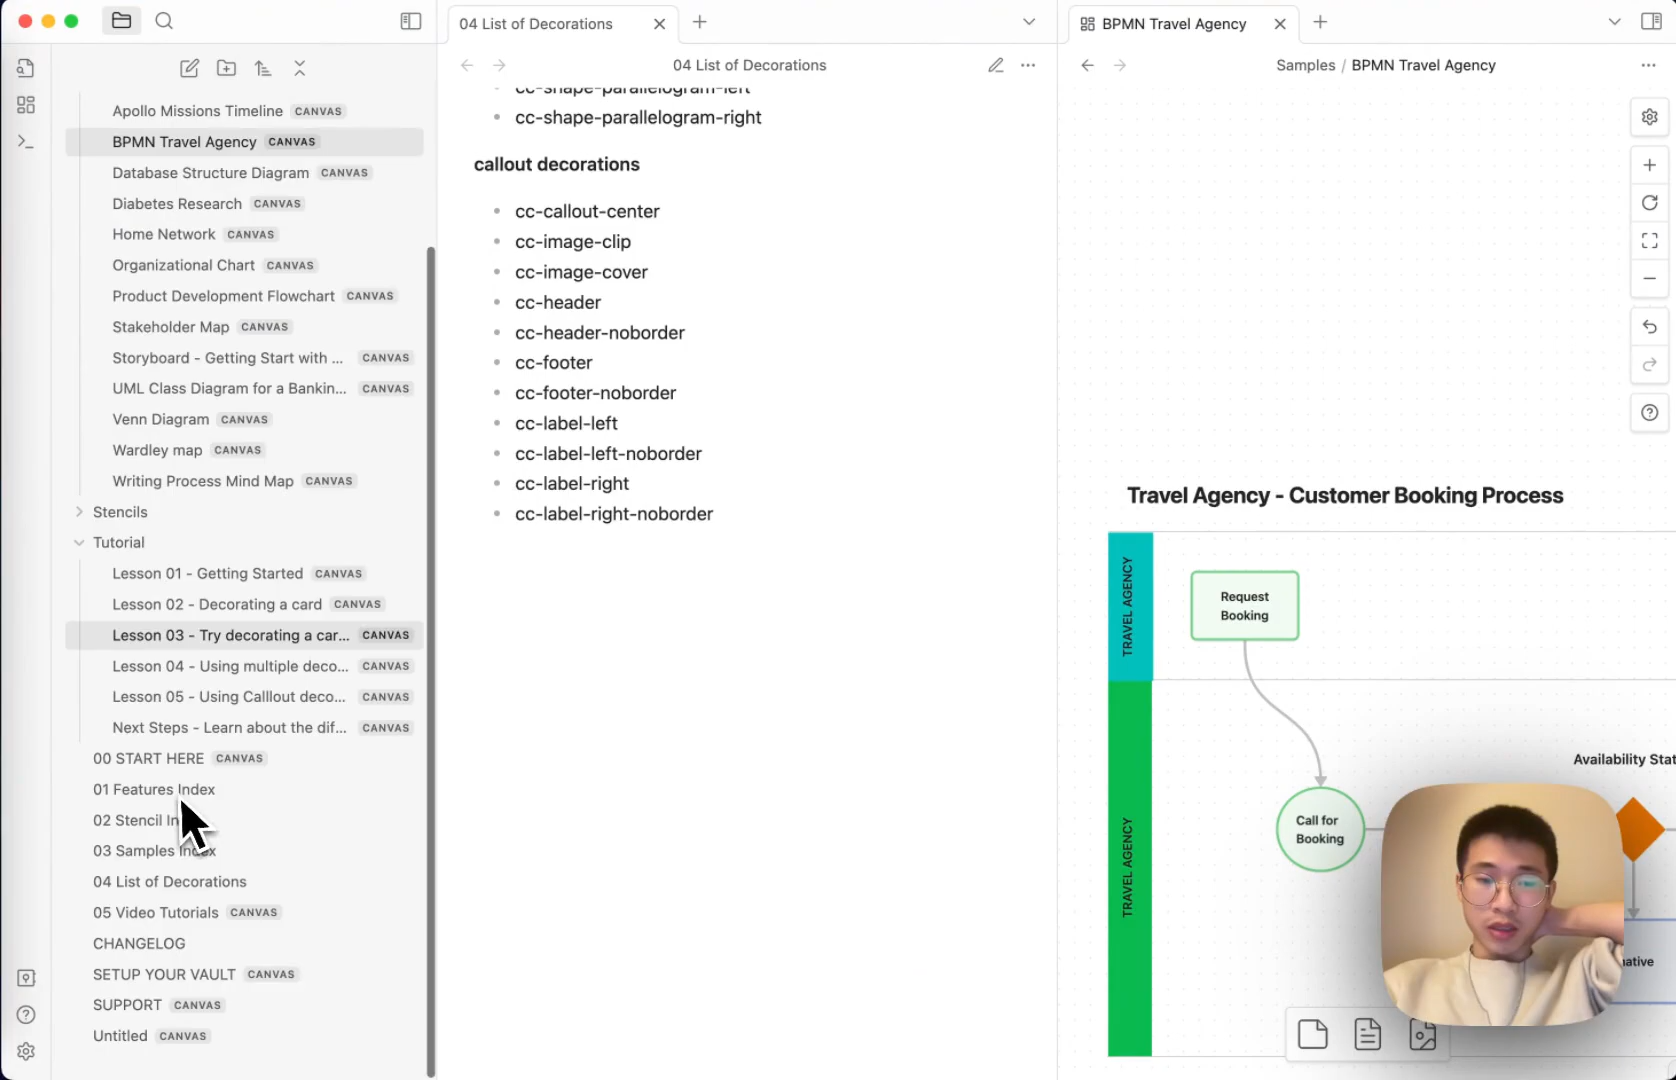 04 List of Decorations
BPMN Travel Agency
04 List of Decorations
Samples / BPMN Travel Agency
Apollo Missions Timeline CANVAS
BPMN Travel Agency CANVAS
Database Structure Diagram CANVAS
Diabetes Research CANVAS
Home Network CANVAS
Organizational Chart CANVAS
Product Development Flowchart CANVAS
Stakeholder Map CANVAS
Storyboard - Getting Start with ... CANVAS
UML Class Diagram for a Bankin... CANVAS
Venn Diagram CANVAS
Wardley map CANVAS
Writing Process Mind Map CANVAS
Stencils
Tutorial
Lesson 01 - Getting Started CANVAS
Lesson 02 - Decorating a card CANVAS
Lesson 03 - Try decorating a car... CANVAS
Lesson 04 - Using multiple deco... CANVAS
Lesson 05 - Using Calllout deco... CANVAS
Next Steps - Learn about the dif... CANVAS
00 START HERE CANVAS
01 Features Index
02 Stencil In
03 Samples Index
04 List of Decorations
05 Video Tutorials CANVAS
CHANGELOG
SETUP YOUR VAULT CANVAS
SUPPORT CANVAS
Untitled CANVAS
cc-shape-parallelogram-left
cc-shape-parallelogram-right
callout decorations
cc-callout-center
cc-image-clip
cc-image-cover
cc-header
cc-header-noborder
cc-footer
cc-footer-noborder
cc-label-left
cc-label-left-noborder
cc-label-right
cc-label-right-noborder
Travel Agency - Customer Booking Process
TRAVEL AGENCY
Request
Booking
Availability Stat
TRAVEL AGENCY
Call for
Booking
native